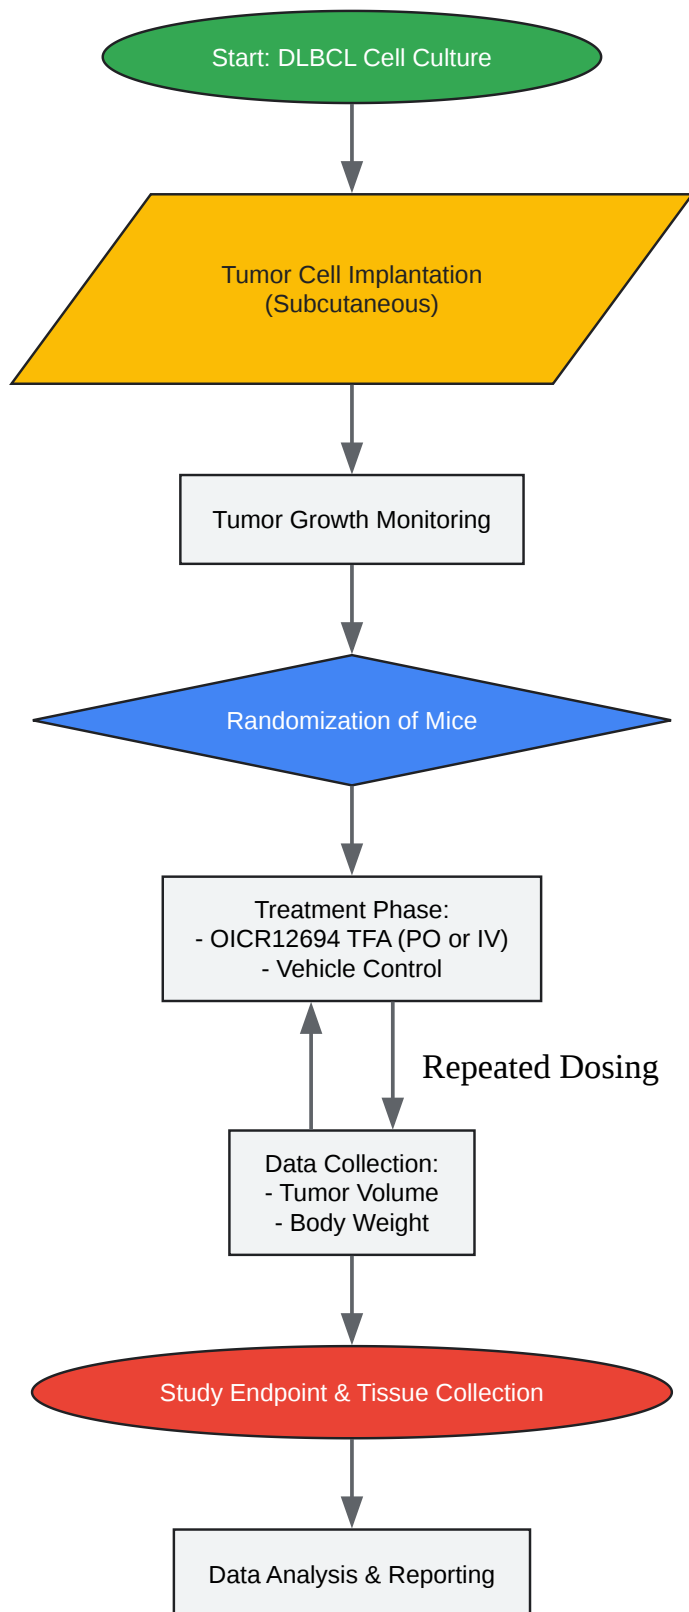 Start: DLBCL Cell Culture
Tumor Cell Implantation
(Subcutaneous)
Tumor Growth Monitoring
Randomization of Mice
Treatment Phase:
- OICR12694 TFA (PO or IV)
- Vehicle Control
Repeated Dosing
Data Collection:
- Tumor Volume
- Body Weight
Study Endpoint & Tissue Collection
Data Analysis & Reporting